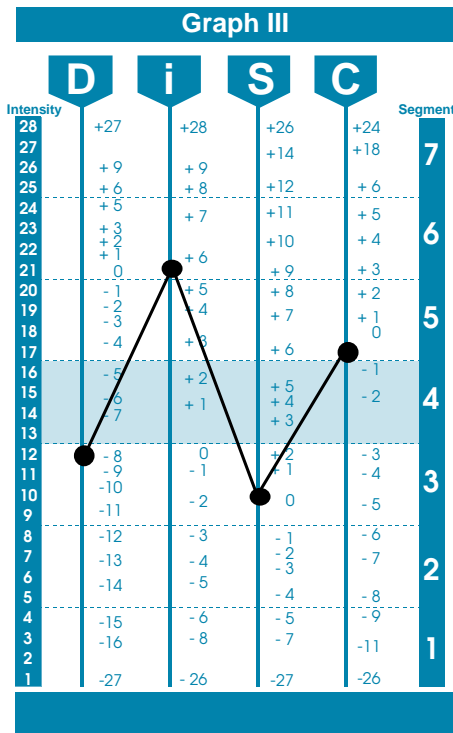 Graph III
D i S C
Intensity Segment
28 +27 +28 +26 +24
27 +14 +18 7
26 + 9 + 9
25 + 6 + 8 +12 + 6
24 + 5 + 7 +11 + 5
23 + 3 6
+ 2 +10 + 4
22 + 1 + 6
21 0 + 9 + 3
20 - 1 + 5 + 8 + 2
19 - 2 + 4 + 7 + 1 5
18 - 3 0
17 - 4 + 3 + 6
16 - 5 + 2 - 1
15 - 6 + 1 + 5 - 2 4
14 - 7 + 4
13 + 3
12 - 8 0 + 2 - 3
11 - 9 - 1 + 1 - 4 3
10 -10 - 2 0 - 5
9 -11
8 -12 - 3 - 1 - 6
7 -13 - 4 - 2 - 7
6 -14 - 5 - 3 2
5 - 4 - 8
4 -15 - 6 - 5 - 9
3 -16 - 8 - 7 -11 1
2
1 -27 - 26 -27 -26